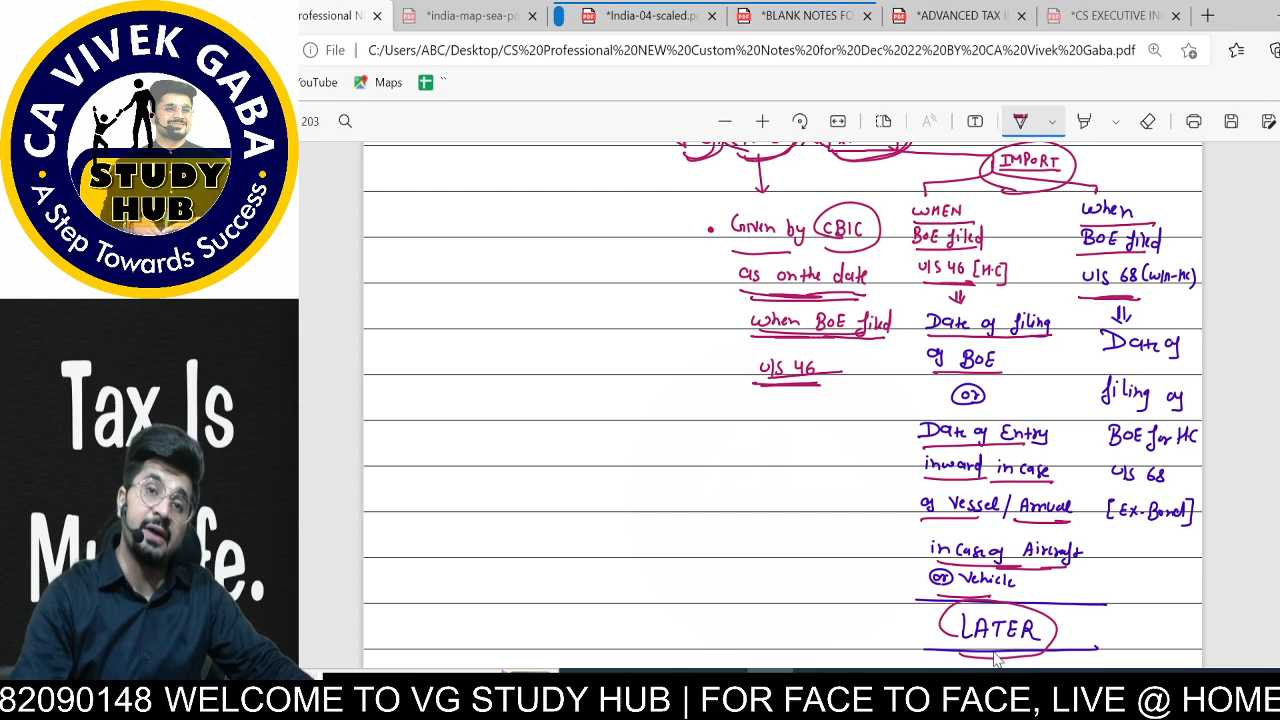 CA VIVEK GABA
STUDY
HUB
A Step Towards Success
Tax Is
rofessional N
*India-map-sea-po
*India-04-scaled.p
*BLANK NOTES FO
*ADVANCED TAX L
*CS EXECUTIVE IN
File
C:/Users/ABC/Desktop/CS%20Professional%20NEW%20Custom%20Notes%20for%20Dec%2022%20BY%20CA%20Vivek%20Gaba.pdf
ouTube
Maps
203
IMPORT
• Given by CBIC
as on the date
when BOE filed
U/S 46
WHEN
BOE filed
U/S 46 [H.C]
Date of filing
of BOE
or
Date of Entry
inward in case
of Vessel / Arrival
in case of Aircraft
or Vehicle
LATER
When
BOE filed
U/S 68 (W/H-HC)
Date of
filing of
BOE for HC
U/S 68
[Ex-Bond]
82090148 WELCOME TO VG STUDY HUB | FOR FACE TO FACE, LIVE @ HOME